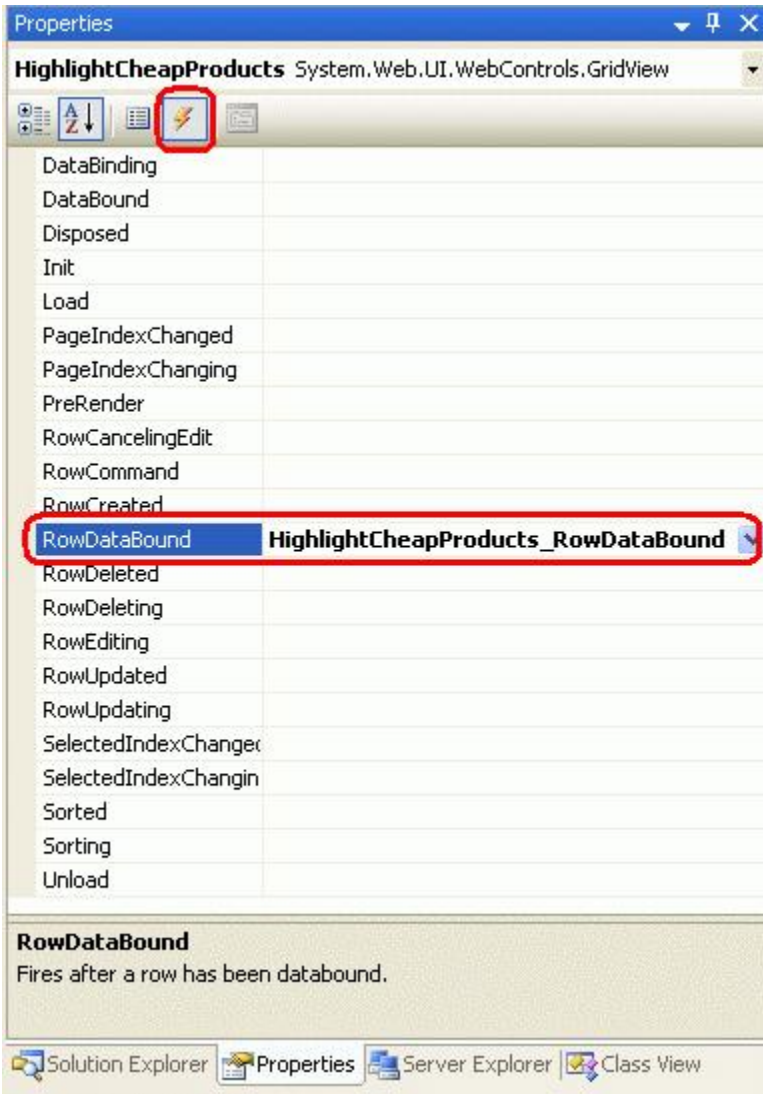 Properties
HighlightCheapProducts System.Web.UI.WebControls.GridView
DataBinding
DataBound
Disposed
Init
Load
PageIndexChanged
PageIndexChanging
PreRender
RowCancelingEdit
RowCommand
RowCreated
RowDataBound HighlightCheapProducts_RowDataBound
RowDeleted
RowDeleting
RowEditing
RowUpdated
RowUpdating
SelectedIndexChanged
SelectedIndexChangin
Sorted
Sorting
Unload
RowDataBound
Fires after a row has been databound.
Solution Explorer Properties Server Explorer Class View